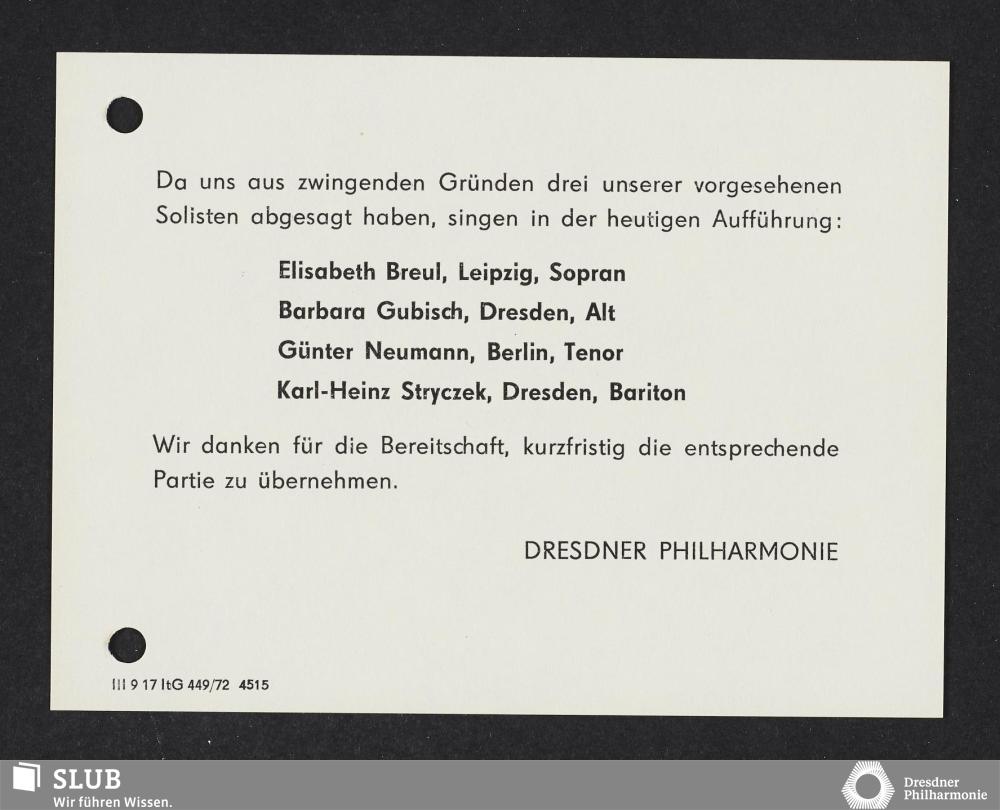 Da uns aus zwingenden Gründen drei unserer vorgesehenen
Solisten abgesagt haben, singen in der heutigen Aufführung:
Elisabeth Breul, Leipzig, Sopran
Barbara Gubisch, Dresden, Alt
Günter Neumann, Berlin, Tenor
Karl-Heinz Stryczek, Dresden, Bariton
Wir danken für die Bereitschaft, kurzfristig die entsprechende
Partie zu übernehmen.
DRESDNER PHILHARMONIE
III 9 17 ItG 449/72 4515
SLUB
Wir führen Wissen.
Dresdner
Philharmonie